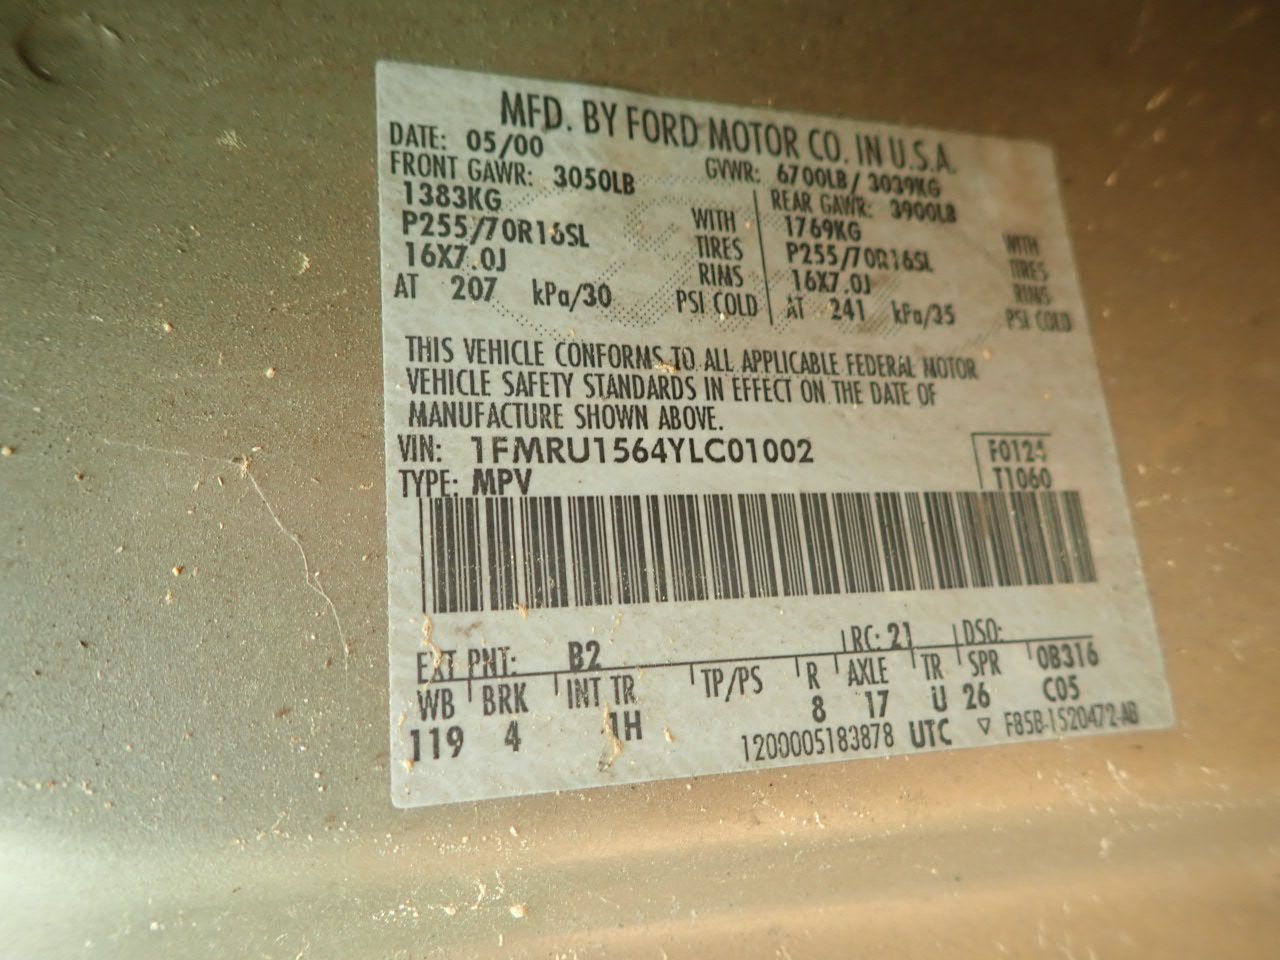 MFD. BY FORD MOTOR CO. IN U.S.A.
DATE: 05/00 GVWR: 6700LB / 3039KG
FRONT GAWR: 3050LB REAR GAWR: 3900LB
1383KG WITH 1769KG WITH
P255/70R16SL TIRES P255/70R16SL TIRES
16X7.0J RIMS 16X7.0J RIMS
AT 207 kPa/30 PSI COLD AT 241 kPa/35 PSI COLD
THIS VEHICLE CONFORMS TO ALL APPLICABLE FEDERAL MOTOR
VEHICLE SAFETY STANDARDS IN EFFECT ON THE DATE OF
MANUFACTURE SHOWN ABOVE.
VIN: 1FMRU1564YLC01002 F0124
TYPE: MPV T1060
EXT PNT: B2 RC: 21 DSO:
WB BRK INT TR TP/PS R AXLE TR SPR 0B316
119 4 1H 8 17 U 26 C05
1200005183878 UTC ▽ F85B-1520472-AB